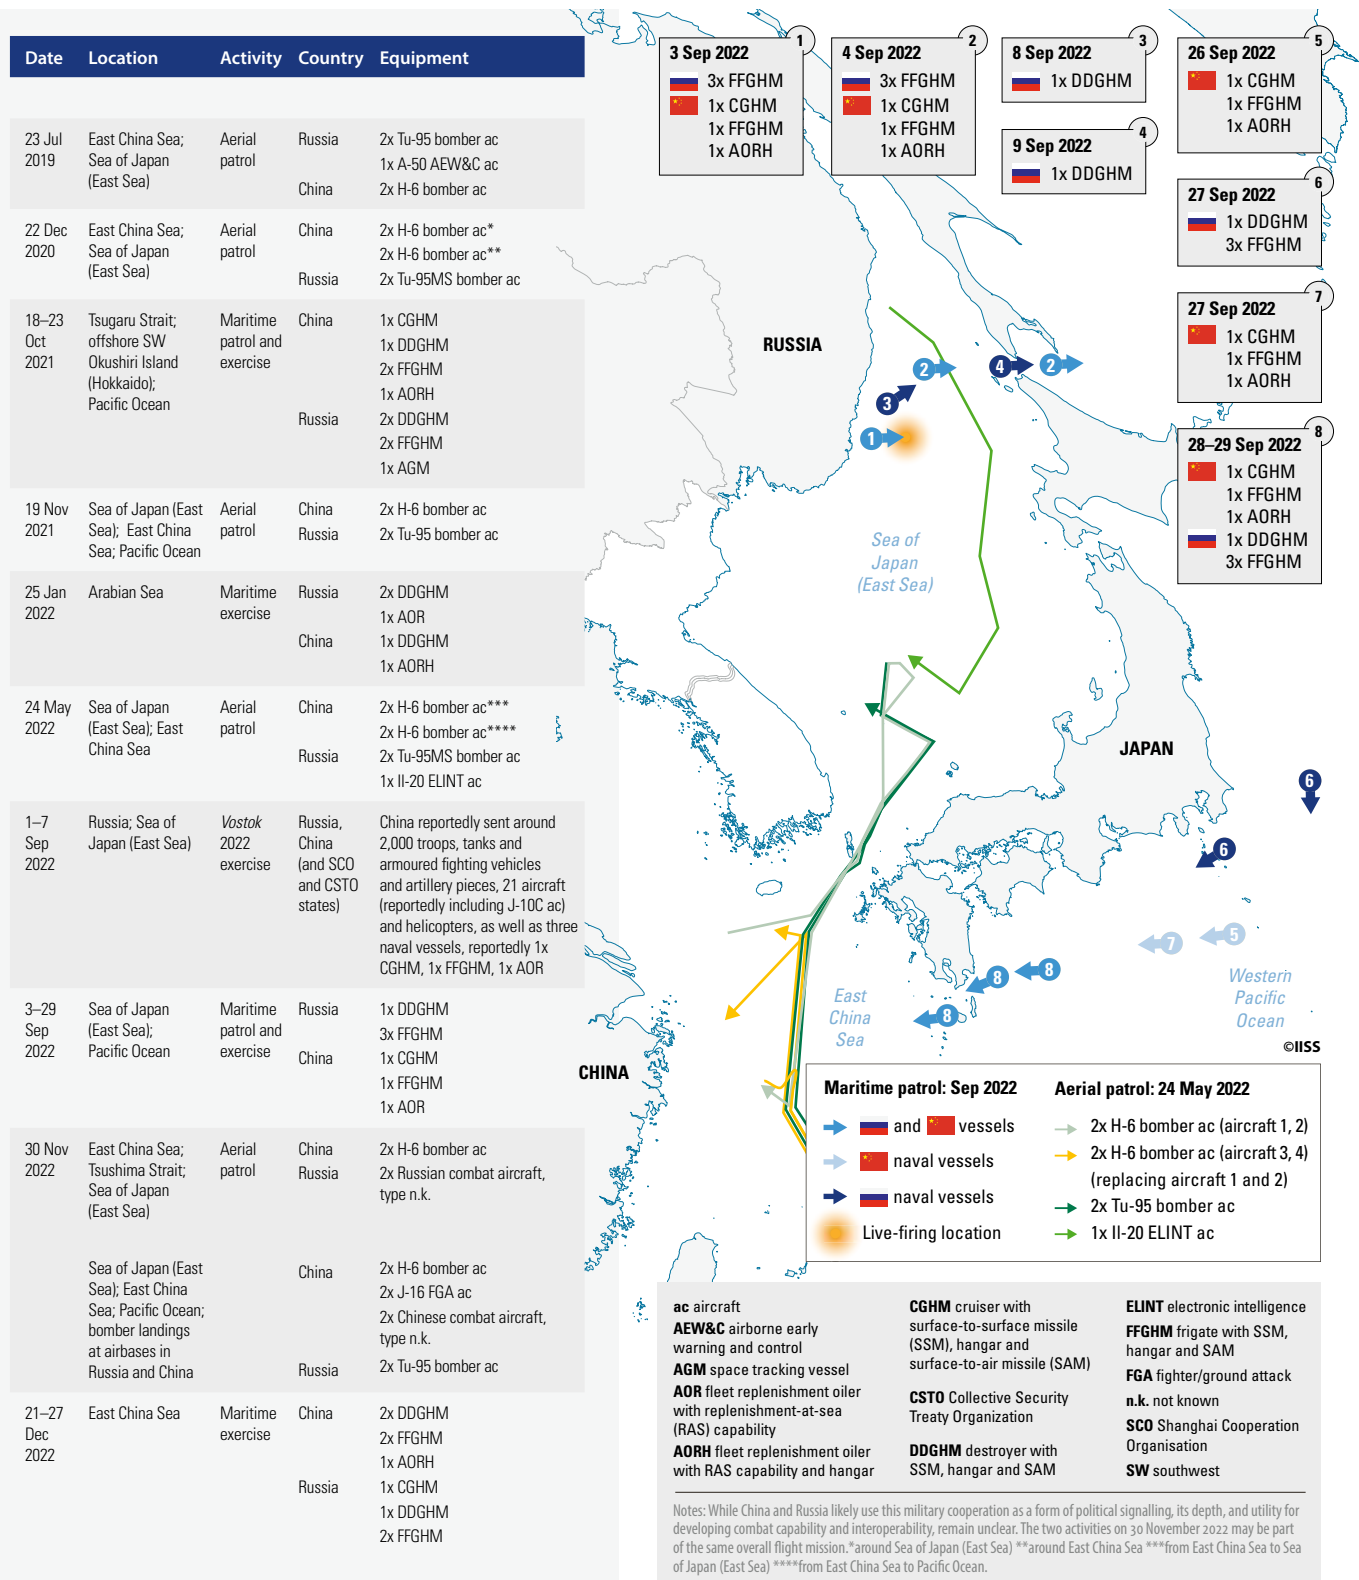 Date Location Activity Country Equipment
23 Jul 2019
East China Sea;
Sea of Japan
(East Sea)
Aerial
patrol
Russia
2x Tu-95 bomber ac
1x A-50 AEW&C ac
China
2x H-6 bomber ac
22 Dec
2020
East China Sea;
Sea of Japan
(East Sea)
Aerial
patrol
China
2x H-6 bomber ac*
2x H-6 bomber ac**
Russia
2x Tu-95MS bomber ac
18–23
Oct
2021
Tsugaru Strait;
offshore SW
Okushiri Island
(Hokkaido);
Pacific Ocean
Maritime
patrol and
exercise
China
1x CGHM
1x DDGHM
2x FFGHM
1x AORH
Russia
2x DDGHM
2x FFGHM
1x AGM
19 Nov
2021
Sea of Japan (East
Sea); East China
Sea; Pacific Ocean
Aerial
patrol
China
2x H-6 bomber ac
Russia
2x Tu-95 bomber ac
25 Jan
2022
Arabian Sea
Maritime
exercise
Russia
2x DDGHM
1x AOR
China
1x DDGHM
1x AORH
24 May
2022
Sea of Japan
(East Sea); East
China Sea
Aerial
patrol
China
2x H-6 bomber ac***
2x H-6 bomber ac****
Russia
2x Tu-95MS bomber ac
1x Il-20 ELINT ac
1–7
Sep
2022
Russia; Sea of
Japan (East Sea)
Vostok
2022
exercise
Russia,
China
(and SCO
and CSTO
states)
China reportedly sent around
2,000 troops, tanks and
armoured fighting vehicles
and artillery pieces, 21 aircraft
(reportedly including J-10C ac)
and helicopters, as well as three
naval vessels, reportedly 1x
CGHM, 1x FFGHM, 1x AOR
3–29
Sep
2022
Sea of Japan
(East Sea);
Pacific Ocean
Maritime
patrol and
exercise
Russia
1x DDGHM
3x FFGHM
China
1x CGHM
1x FFGHM
1x AOR
30 Nov
2022
East China Sea;
Tsushima Strait;
Sea of Japan
(East Sea)
Aerial
patrol
China
2x H-6 bomber ac
Russia
2x Russian combat aircraft,
type n.k.
Sea of Japan (East
Sea); East China
Sea; Pacific Ocean;
bomber landings
at airbases in
Russia and China
China
2x H-6 bomber ac
2x J-16 FGA ac
2x Chinese combat aircraft,
type n.k.
Russia
2x Tu-95 bomber ac
21–27
Dec
2022
East China Sea
Maritime
exercise
China
2x DDGHM
2x FFGHM
1x AORH
Russia
1x CGHM
1x DDGHM
2x FFGHM
1
3 Sep 2022
3x FFGHM
1x CGHM
1x FFGHM
1x AORH
2
4 Sep 2022
3x FFGHM
1x CGHM
1x FFGHM
1x AORH
3
8 Sep 2022
1x DDGHM
4
9 Sep 2022
1x DDGHM
5
26 Sep 2022
1x CGHM
1x FFGHM
1x AORH
6
27 Sep 2022
1x DDGHM
3x FFGHM
7
27 Sep 2022
1x CGHM
1x FFGHM
1x AORH
8
28–29 Sep 2022
1x CGHM
1x FFGHM
1x AORH
1x DDGHM
3x FFGHM
RUSSIA
2
4
2
3
1
Sea of
Japan
(East Sea)
JAPAN
6
6
5
7
8
8
8
Western
Pacific
Ocean
East
China
Sea
CHINA
©IISS
Maritime patrol: Sep 2022
and vessels
naval vessels
naval vessels
Live-firing location
Aerial patrol: 24 May 2022
2x H-6 bomber ac (aircraft 1, 2)
2x H-6 bomber ac (aircraft 3, 4)
(replacing aircraft 1 and 2)
2x Tu-95 bomber ac
1x Il-20 ELINT ac
ac aircraft
AEW&C airborne early
warning and control
AGM space tracking vessel
AOR fleet replenishment oiler
with replenishment-at-sea
(RAS) capability
AORH fleet replenishment oiler
with RAS capability and hangar
CGHM cruiser with
surface-to-surface missile
(SSM), hangar and
surface-to-air missile (SAM)
CSTO Collective Security
Treaty Organization
DDGHM destroyer with
SSM, hangar and SAM
ELINT electronic intelligence
FFGHM frigate with SSM,
hangar and SAM
FGA fighter/ground attack
n.k. not known
SCO Shanghai Cooperation
Organisation
SW southwest
Notes: While China and Russia likely use this military cooperation as a form of political signalling, its depth, and utility for
developing combat capability and interoperability, remain unclear. The two activities on 30 November 2022 may be part
of the same overall flight mission.*around Sea of Japan (East Sea) **around East China Sea ***from East China Sea to Sea
of Japan (East Sea) ****from East China Sea to Pacific Ocean.